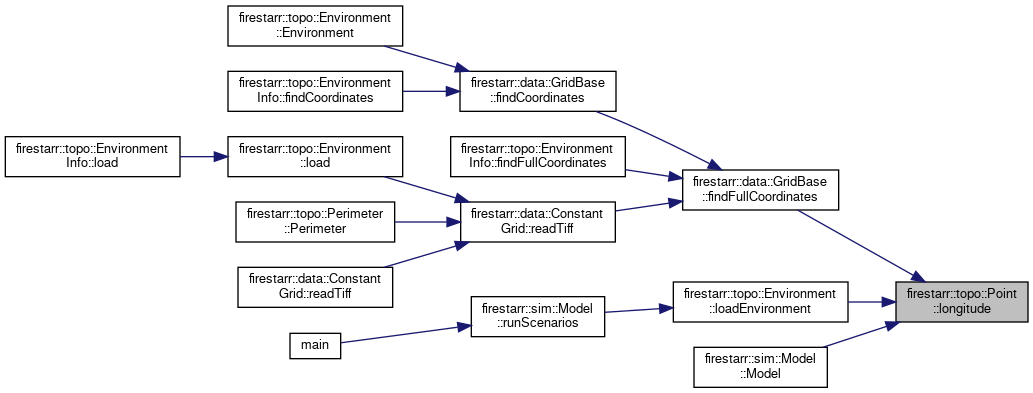 firestarr::topo::Environment
::Environment
firestarr::data::GridBase
::findCoordinates
firestarr::topo::Environment
Info::findCoordinates
firestarr::topo::Environment
Info::load
firestarr::topo::Environment
::load
firestarr::topo::Environment
Info::findFullCoordinates
firestarr::data::GridBase
::findFullCoordinates
firestarr::topo::Perimeter
::Perimeter
firestarr::data::Constant
Grid::readTiff
firestarr::data::Constant
Grid::readTiff
firestarr::topo::Environment
::loadEnvironment
firestarr::topo::Point
::longitude
firestarr::sim::Model
::runScenarios
main
firestarr::sim::Model
::Model